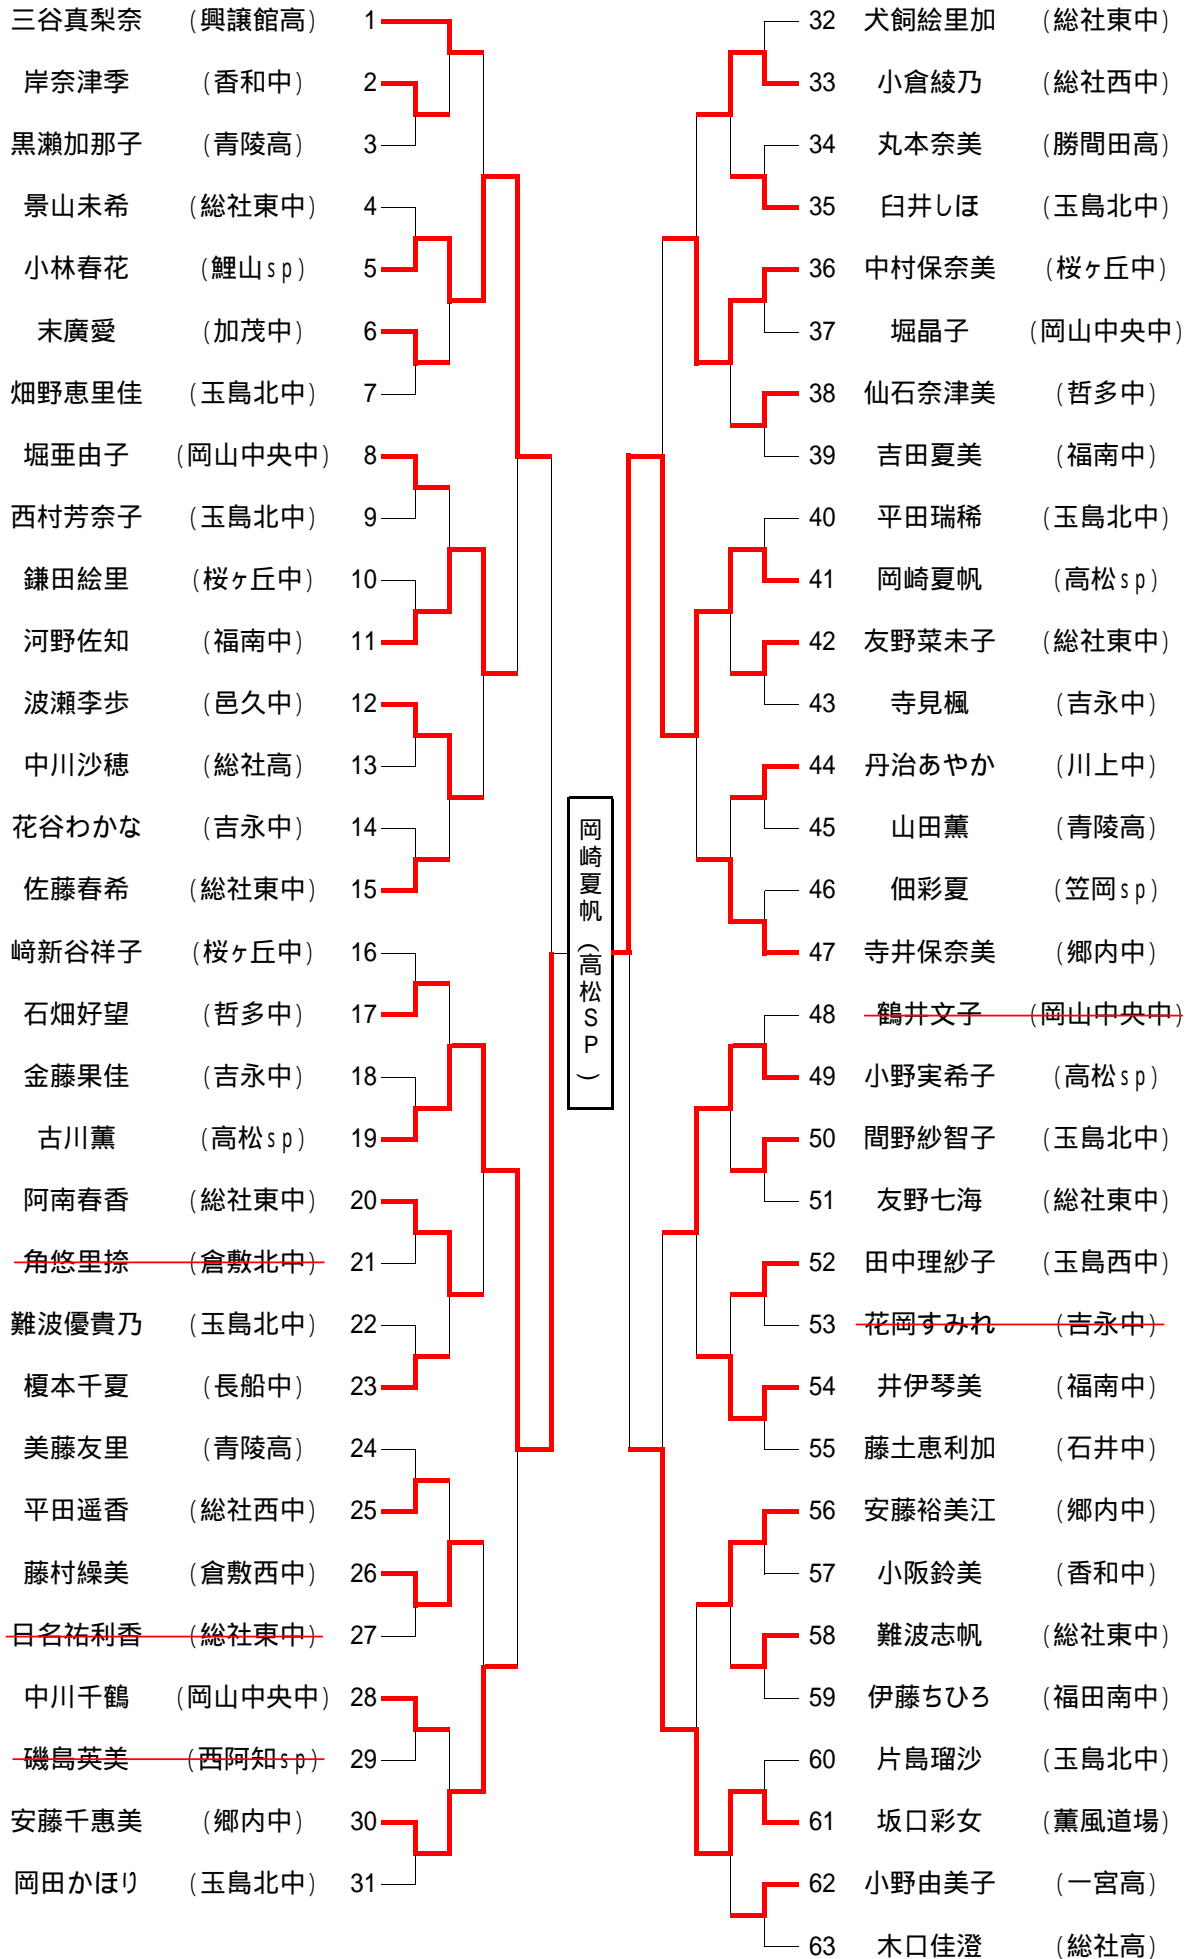 三谷真梨奈 (興譲館高) 1
岸奈津季 (香和中) 2
黒瀬加那子 (青陵高) 3
景山未希 (総社東中) 4
小林春花 (鯉山sp) 5
末廣愛 (加茂中) 6
畑野恵里佳 (玉島北中) 7
堀亜由子 (岡山中央中) 8
西村芳奈子 (玉島北中) 9
鎌田絵里 (桜ヶ丘中) 10
河野佐知 (福南中) 11
波瀬李歩 (邑久中) 12
中川沙穂 (総社高) 13
花谷わかな (吉永中) 14
佐藤春希 (総社東中) 15
﨑新谷祥子 (桜ヶ丘中) 16
石畑好望 (哲多中) 17
金藤果佳 (吉永中) 18
古川薫 (高松sp) 19
阿南春香 (総社東中) 20
角悠里捺 (倉敷北中) 21
難波優貴乃 (玉島北中) 22
榎本千夏 (長船中) 23
美藤友里 (青陵高) 24
平田遥香 (総社西中) 25
藤村繰美 (倉敷西中) 26
日名祐利香 (総社東中) 27
中川千鶴 (岡山中央中) 28
磯島英美 (西阿知sp) 29
安藤千惠美 (郷内中) 30
岡田かほり (玉島北中) 31
岡崎夏帆(高松SP)
32 犬飼絵里加 (総社東中)
33 小倉綾乃 (総社西中)
34 丸本奈美 (勝間田高)
35 臼井しほ (玉島北中)
36 中村保奈美 (桜ヶ丘中)
37 堀晶子 (岡山中央中)
38 仙石奈津美 (哲多中)
39 吉田夏美 (福南中)
40 平田瑞稀 (玉島北中)
41 岡崎夏帆 (高松sp)
42 友野菜未子 (総社東中)
43 寺見楓 (吉永中)
44 丹治あやか (川上中)
45 山田薫 (青陵高)
46 佃彩夏 (笠岡sp)
47 寺井保奈美 (郷内中)
48 鶴井文子 (岡山中央中)
49 小野実希子 (高松sp)
50 間野紗智子 (玉島北中)
51 友野七海 (総社東中)
52 田中理紗子 (玉島西中)
53 花岡すみれ (吉永中)
54 井伊琴美 (福南中)
55 藤土恵利加 (石井中)
56 安藤裕美江 (郷内中)
57 小阪鈴美 (香和中)
58 難波志帆 (総社東中)
59 伊藤ちひろ (福田南中)
60 片島瑠沙 (玉島北中)
61 坂口彩女 (薫風道場)
62 小野由美子 (一宮高)
63 木口佳澄 (総社高)